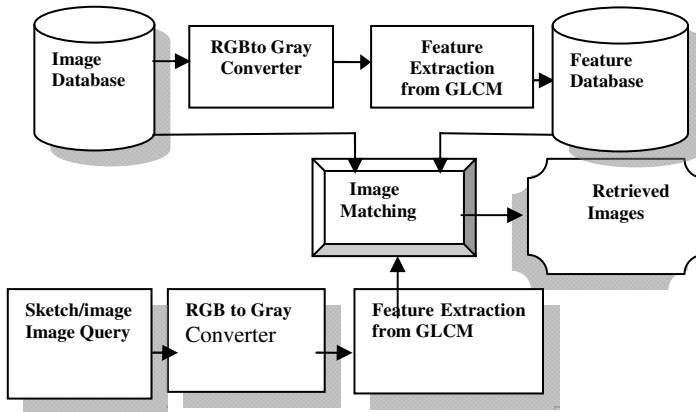 Image
Database
RGBto Gray
Converter
Feature
Extraction
from GLCM
Feature
Database
Image
Matching
Retrieved
Images
Sketch/image
Image Query
RGB to Gray
Converter
Feature Extraction
from GLCM